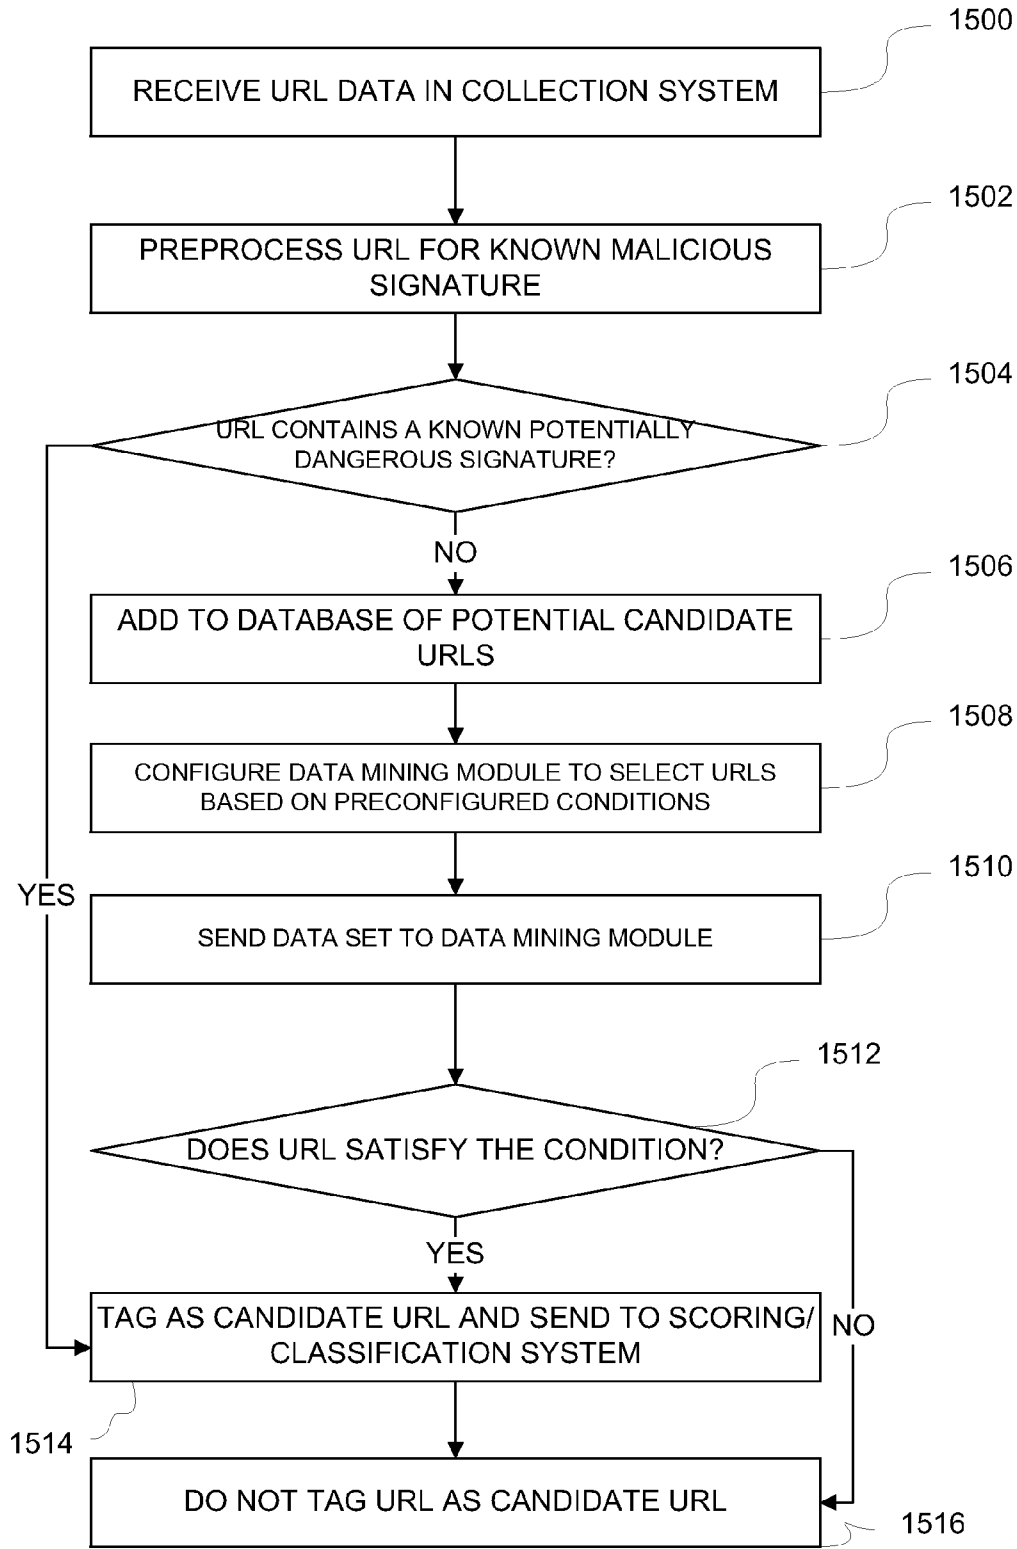 1500
RECEIVE URL DATA IN COLLECTION SYSTEM
1502
PREPROCESS URL FOR KNOWN MALICIOUS
SIGNATURE
1504
URL CONTAINS A KNOWN POTENTIALLY
DANGEROUS SIGNATURE?
NO
1506
ADD TO DATABASE OF POTENTIAL CANDIDATE
URLS
1508
CONFIGURE DATA MINING MODULE TO SELECT URLS
BASED ON PRECONFIGURED CONDITIONS
YES
1510
SEND DATA SET TO DATA MINING MODULE
1512
DOES URL SATISFY THE CONDITION?
YES
TAG AS CANDIDATE URL AND SEND TO SCORING/
CLASSIFICATION SYSTEM
NO
1514
DO NOT TAG URL AS CANDIDATE URL
1516